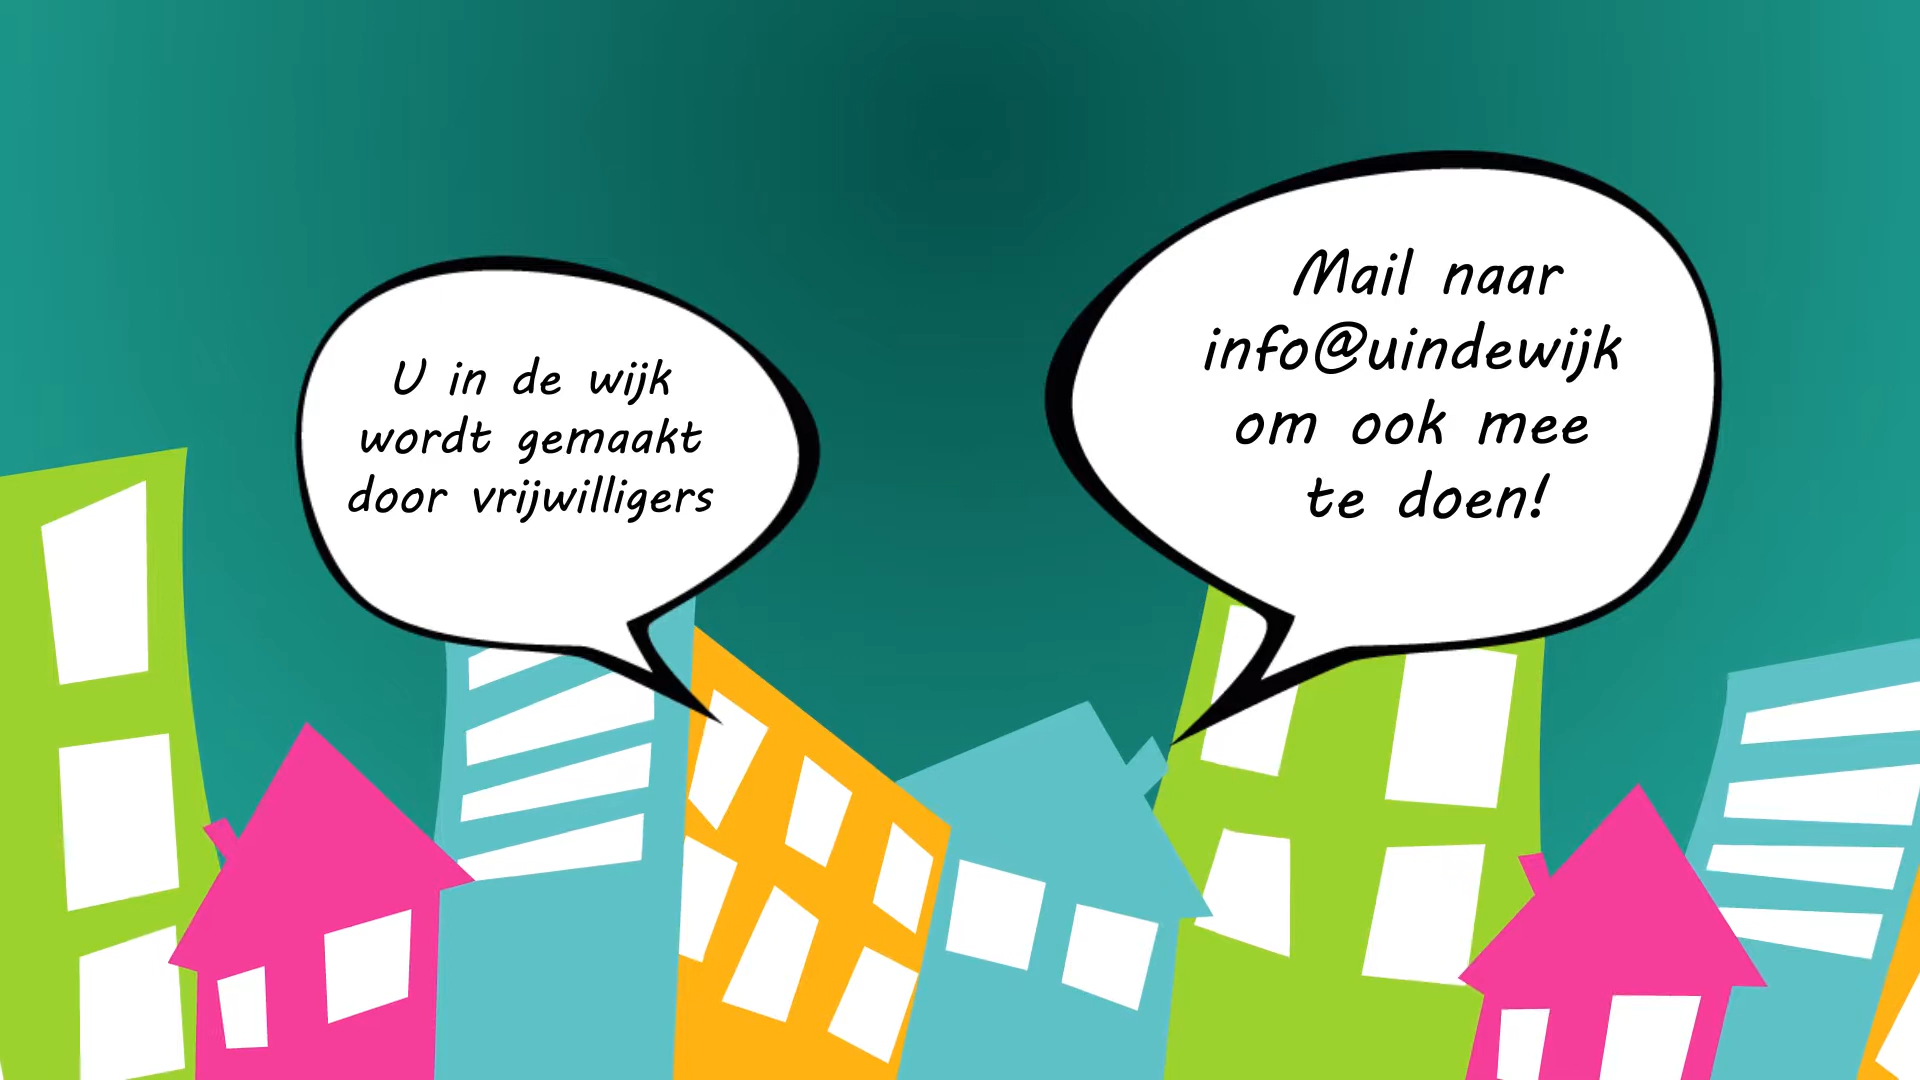 U in de wijk
wordt gemaakt
door vrijwilligers
Mail naar
info@uindewijk
om ook mee
te doen!